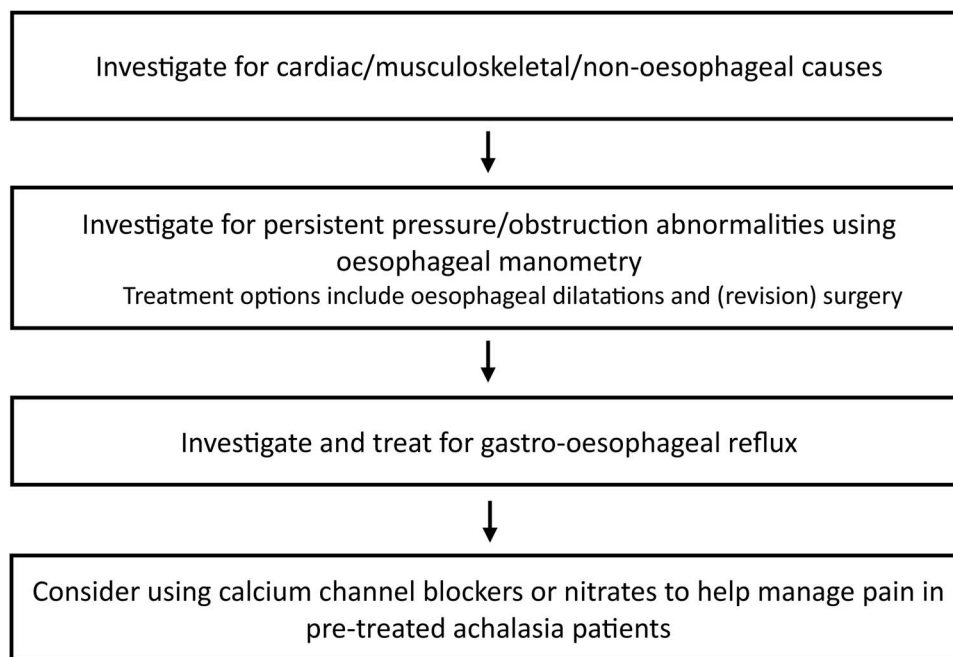 Investigate for cardiac/musculoskeletal/non-oesophageal causes
Investigate for persistent pressure/obstruction abnormalities using
oesophageal manometry
Treatment options include oesophageal dilatations and (revision) surgery
Investigate and treat for gastro-oesophageal reflux
Consider using calcium channel blockers or nitrates to help manage pain in
pre-treated achalasia patients